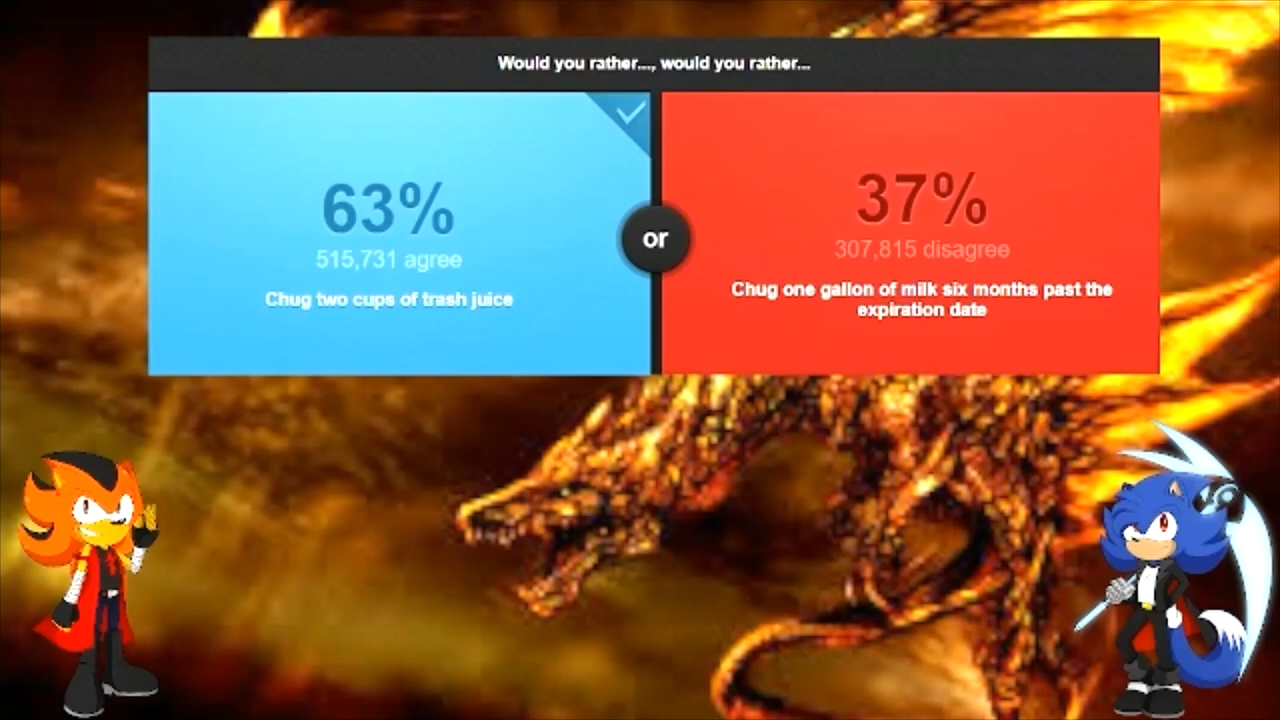 Would you rather..., would you rather...
63%
515,731 agree
Chug two cups of trash juice
or
37%
307,815 disagree
Chug one gallon of milk six months past the
expiration date